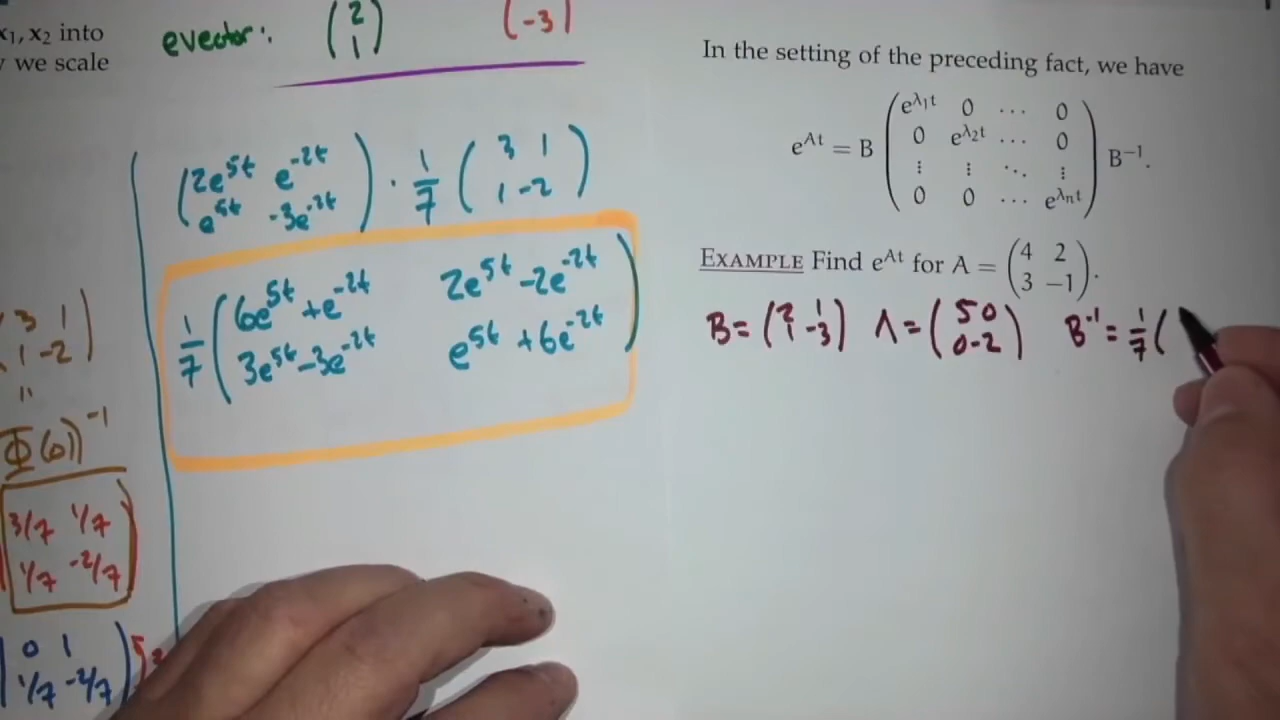 x₁, x₂ into
we scale
evector:
(2
1)
(-3)
(2e^{5t} e^{-2t}
e^{5t} -3e^{-2t}) · 1/7 (3 1
1 -2)
1/7 (6e^{5t} + e^{-2t} 2e^{5t} - 2e^{-2t}
3e^{5t} - 3e^{-2t} e^{5t} + 6e^{-2t})
3 1
1 -2)
"
Φ(0))^{-1}
3/7 1/7
1/7 -2/7
0 1
1/7 -2/7)
In the setting of the preceding fact, we have
e^{At} = B (e^{λ₁t} 0 ⋯ 0
0 e^{λ₂t} ⋯ 0
⋮ ⋮ ⋱ ⋮
0 0 ⋯ e^{λₙt}) B^{−1}.
EXAMPLE Find e^{At} for A = (4 2
3 −1).
B = (2 1
1 -3) Λ = (5 0
0 -2) B^{-1} = 1/7 (